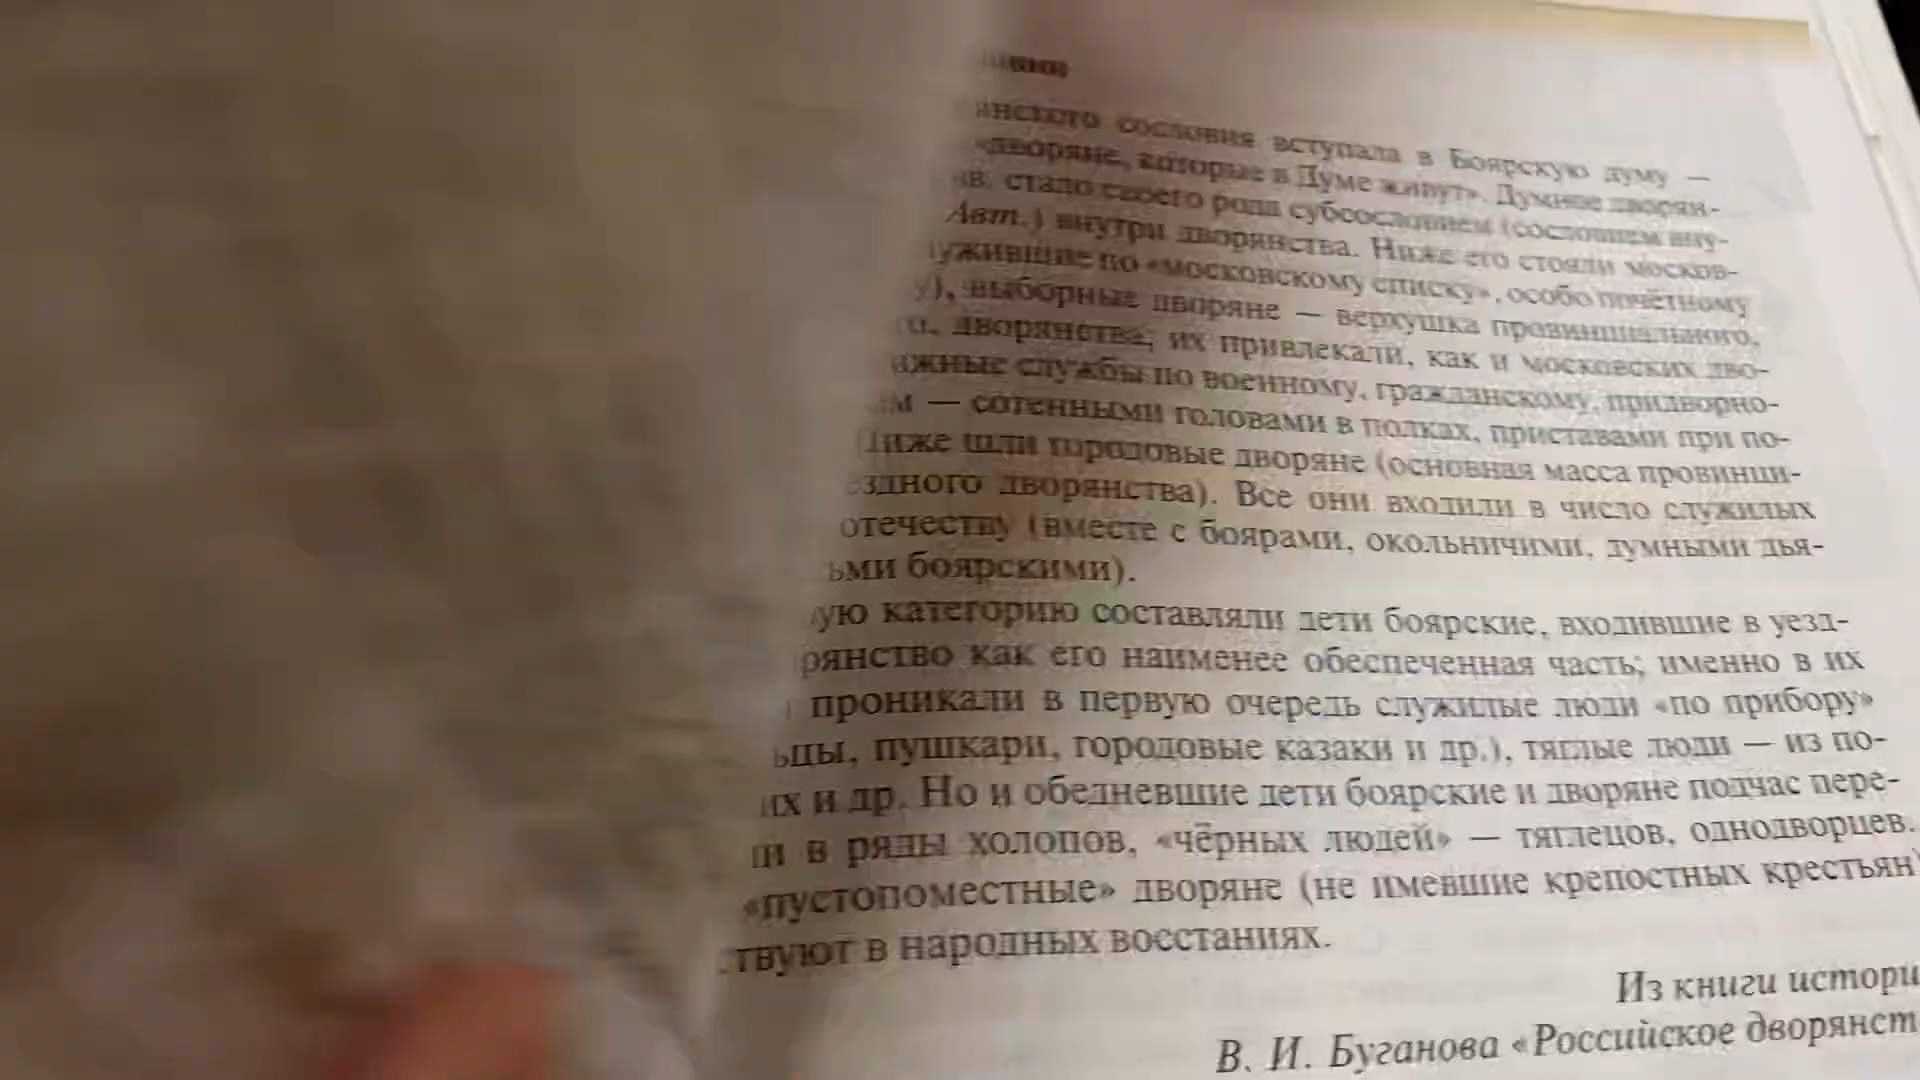 сословия вступала в Боярскую думу —
«дворяне, которые в Думе живут». Думное дворян-
стало своего рода субсословием (сословием вну-
Авт.) внутри дворянства. Ниже его стояли москов-
по «московскому списку», особо почётному
выборные дворяне — верхушка провинциального,
дворянства; их привлекали, как и московских дво-
службы по военному, гражданскому, придворно-
— сотенными головами в полках, приставами при по-
Ниже шли городовые дворяне (основная масса провинци-
дворянства). Все они входили в число служилых
отечеству (вместе с боярами, окольничими, думными дья-
ьми боярскими).
ую категорию составляли дети боярские, входившие в уезд-
рянство как его наименее обеспеченная часть; именно в их
проникали в первую очередь служилые люди «по прибору»
ьцы, пушкари, городовые казаки и др.), тяглые люди — из по-
их и др. Но и обедневшие дети боярские и дворяне подчас пере-
в ряды холопов, «чёрных людей» — тяглецов, однодворцев.
«пустопоместные» дворяне (не имевшие крепостных крестьян)
твуют в народных восстаниях.
Из книги истори
В. И. Буганова «Российское дворянст